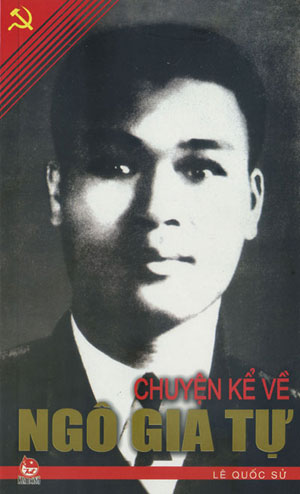 CHUYỆN KỂ VỀ
NGÔ GIA TỰ
LÊ QUỐC SỬ